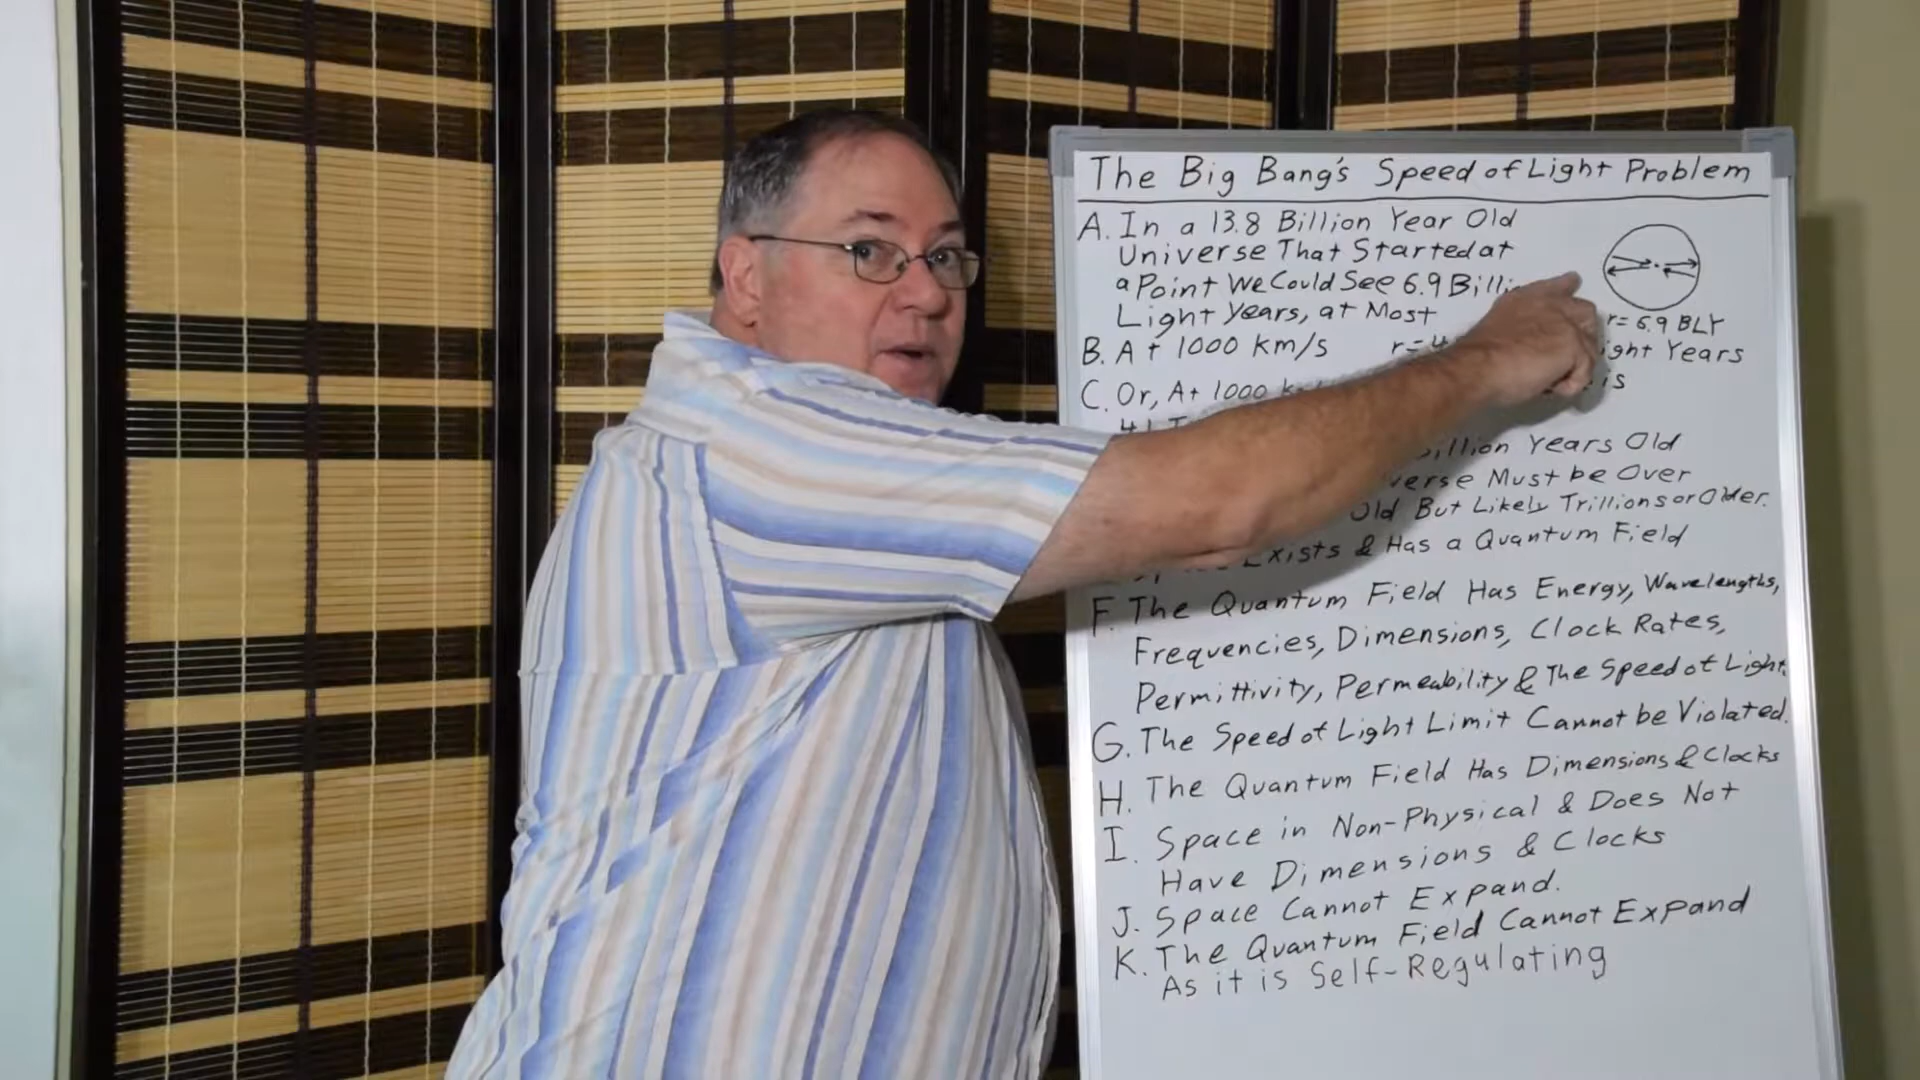 The Big Bang's Speed of Light Problem
A. In a 13.8 Billion Year Old
Universe That Started at
a Point We Could See 6.9
Light Years, at Most
r= 6.9 BLY
B. At 1000 km/s r=4 Years
C. Or, At 1000
Years Old
Must be Over
Old But Likely Trillions or Older.
Exists & Has a Quantum Field
F. The Quantum Field Has Energy, Wavelengths,
Frequencies, Dimensions, Clock Rates,
Permittivity, Permeability & The Speed of Light.
G. The Speed of Light Limit Cannot be Violated.
H. The Quantum Field Has Dimensions & Clocks
I. Space in Non-Physical & Does Not
Have Dimensions & Clocks
J. Space Cannot Expand.
K. The Quantum Field Cannot Expand
As it is Self-Regulating